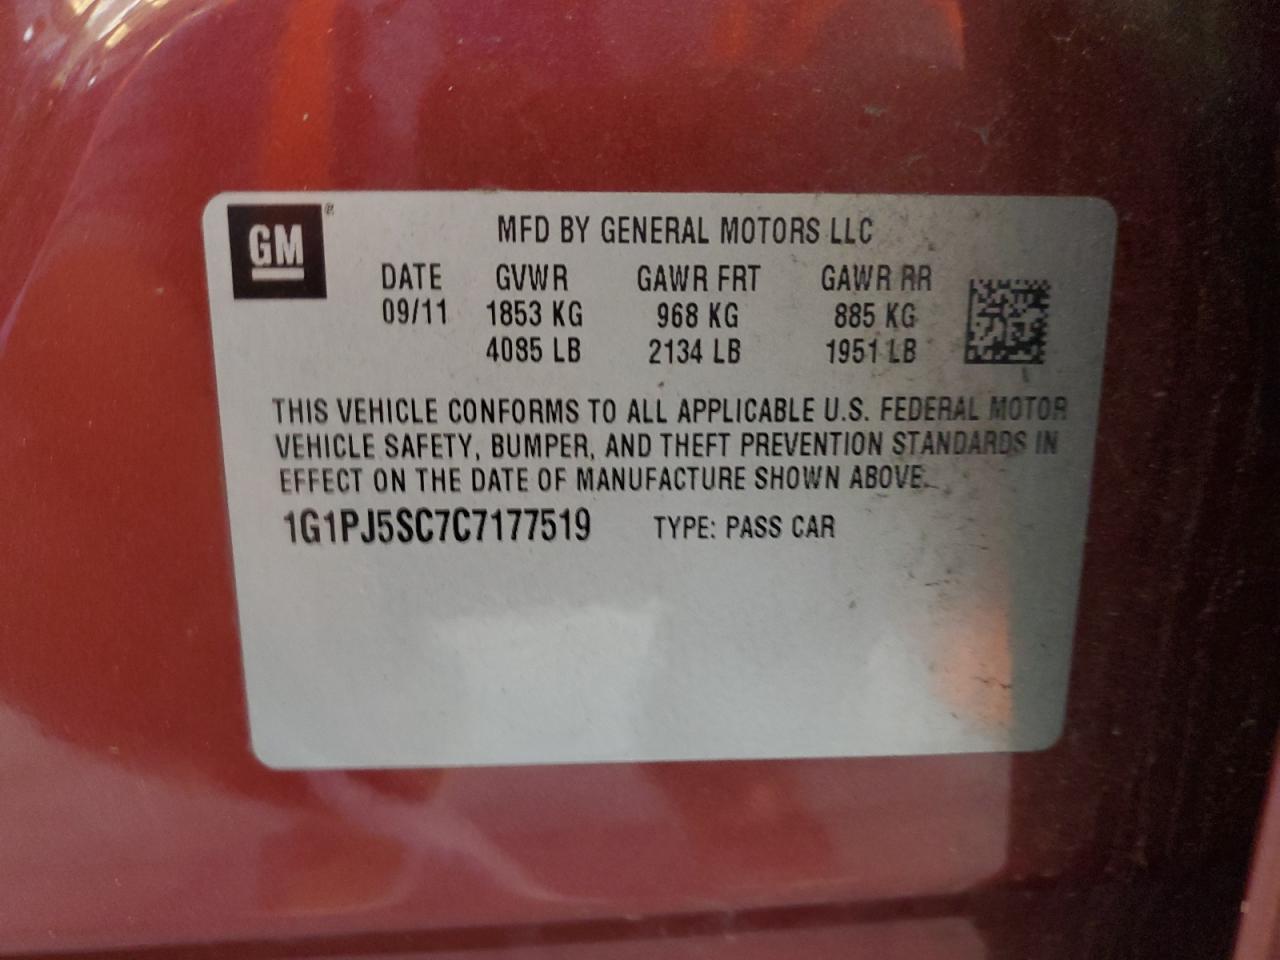 GM®
MFD BY GENERAL MOTORS LLC
DATE GVWR GAWR FRT GAWR RR
09/11 1853 KG 968 KG 885 KG
4085 LB 2134 LB 1951 LB
THIS VEHICLE CONFORMS TO ALL APPLICABLE U.S. FEDERAL MOTOR
VEHICLE SAFETY, BUMPER, AND THEFT PREVENTION STANDARDS IN
EFFECT ON THE DATE OF MANUFACTURE SHOWN ABOVE.
1G1PJ5SC7C7177519 TYPE: PASS CAR